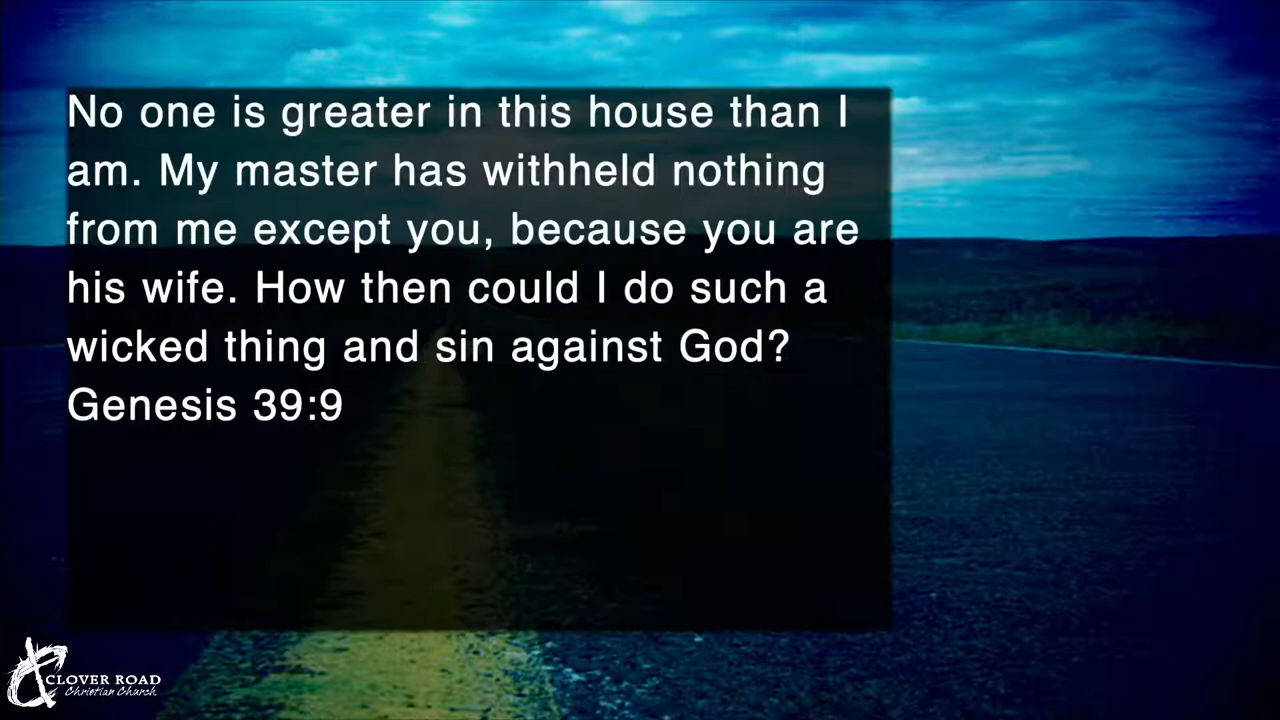 No one is greater in this house than I
am. My master has withheld nothing
from me except you, because you are
his wife. How then could I do such a
wicked thing and sin against God?
Genesis 39:9
CLOVER ROAD
Christian Church